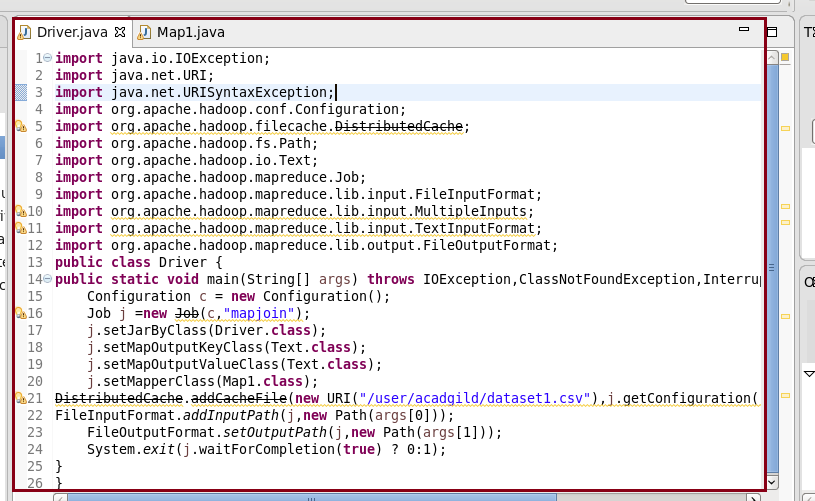 Driver.java Map1.java
1 import java.io.IOException;
2 import java.net.URI;
3 import java.net.URISyntaxException;
4 import org.apache.hadoop.conf.Configuration;
5 import org.apache.hadoop.filecache.DistributedCache;
6 import org.apache.hadoop.fs.Path;
7 import org.apache.hadoop.io.Text;
8 import org.apache.hadoop.mapreduce.Job;
9 import org.apache.hadoop.mapreduce.lib.input.FileInputFormat;
10 import org.apache.hadoop.mapreduce.lib.input.MultipleInputs;
11 import org.apache.hadoop.mapreduce.lib.input.TextInputFormat;
12 import org.apache.hadoop.mapreduce.lib.output.FileOutputFormat;
13 public class Driver {
14 public static void main(String[] args) throws IOException,ClassNotFoundException,Interrup
15 Configuration c = new Configuration();
16 Job j =new Job(c,"mapjoin");
17 j.setJarByClass(Driver.class);
18 j.setMapOutputKeyClass(Text.class);
19 j.setMapOutputValueClass(Text.class);
20 j.setMapperClass(Map1.class);
21 DistributedCache.addCacheFile(new URI("/user/acadgild/dataset1.csv"),j.getConfiguration(
22 FileInputFormat.addInputPath(j,new Path(args[0]));
23 FileOutputFormat.setOutputPath(j,new Path(args[1]));
24 System.exit(j.waitForCompletion(true) ? 0:1);
25 }
26 }